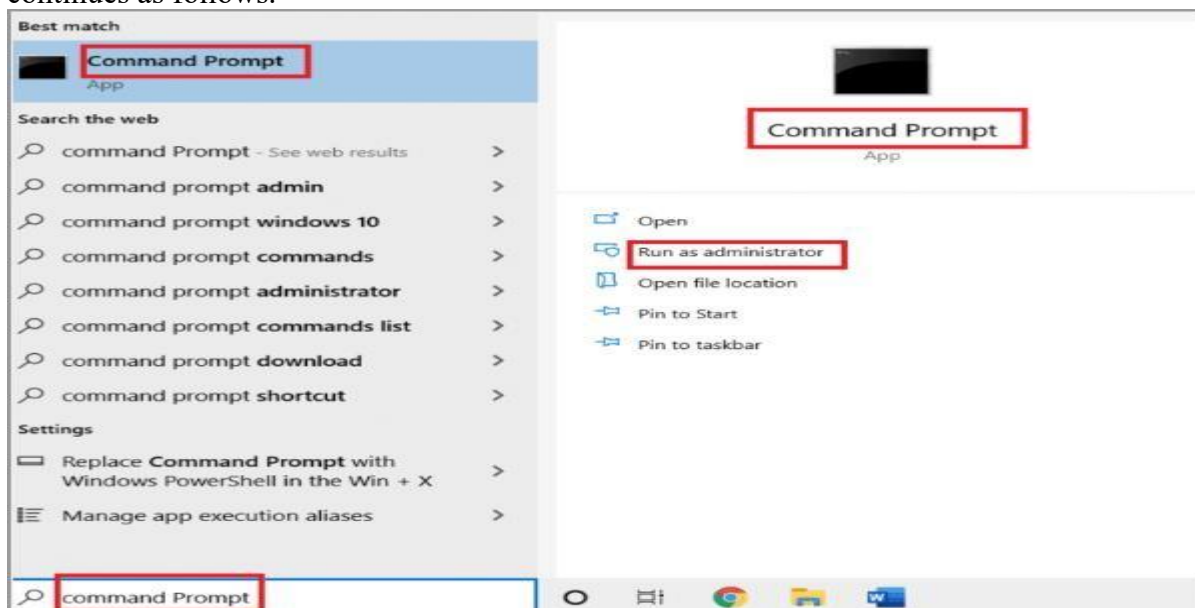 continues as follows:
Best match
Command Prompt
App
Search the web
command Prompt - See web results
command prompt admin
command prompt windows 10
command prompt commands
command prompt administrator
command prompt commands list
command prompt download
command prompt shortcut
Settings
Replace Command Prompt with
Windows PowerShell in the Win + X
Manage app execution aliases
command Prompt
Command Prompt
App
Open
Run as administrator
Open file location
Pin to Start
Pin to taskbar